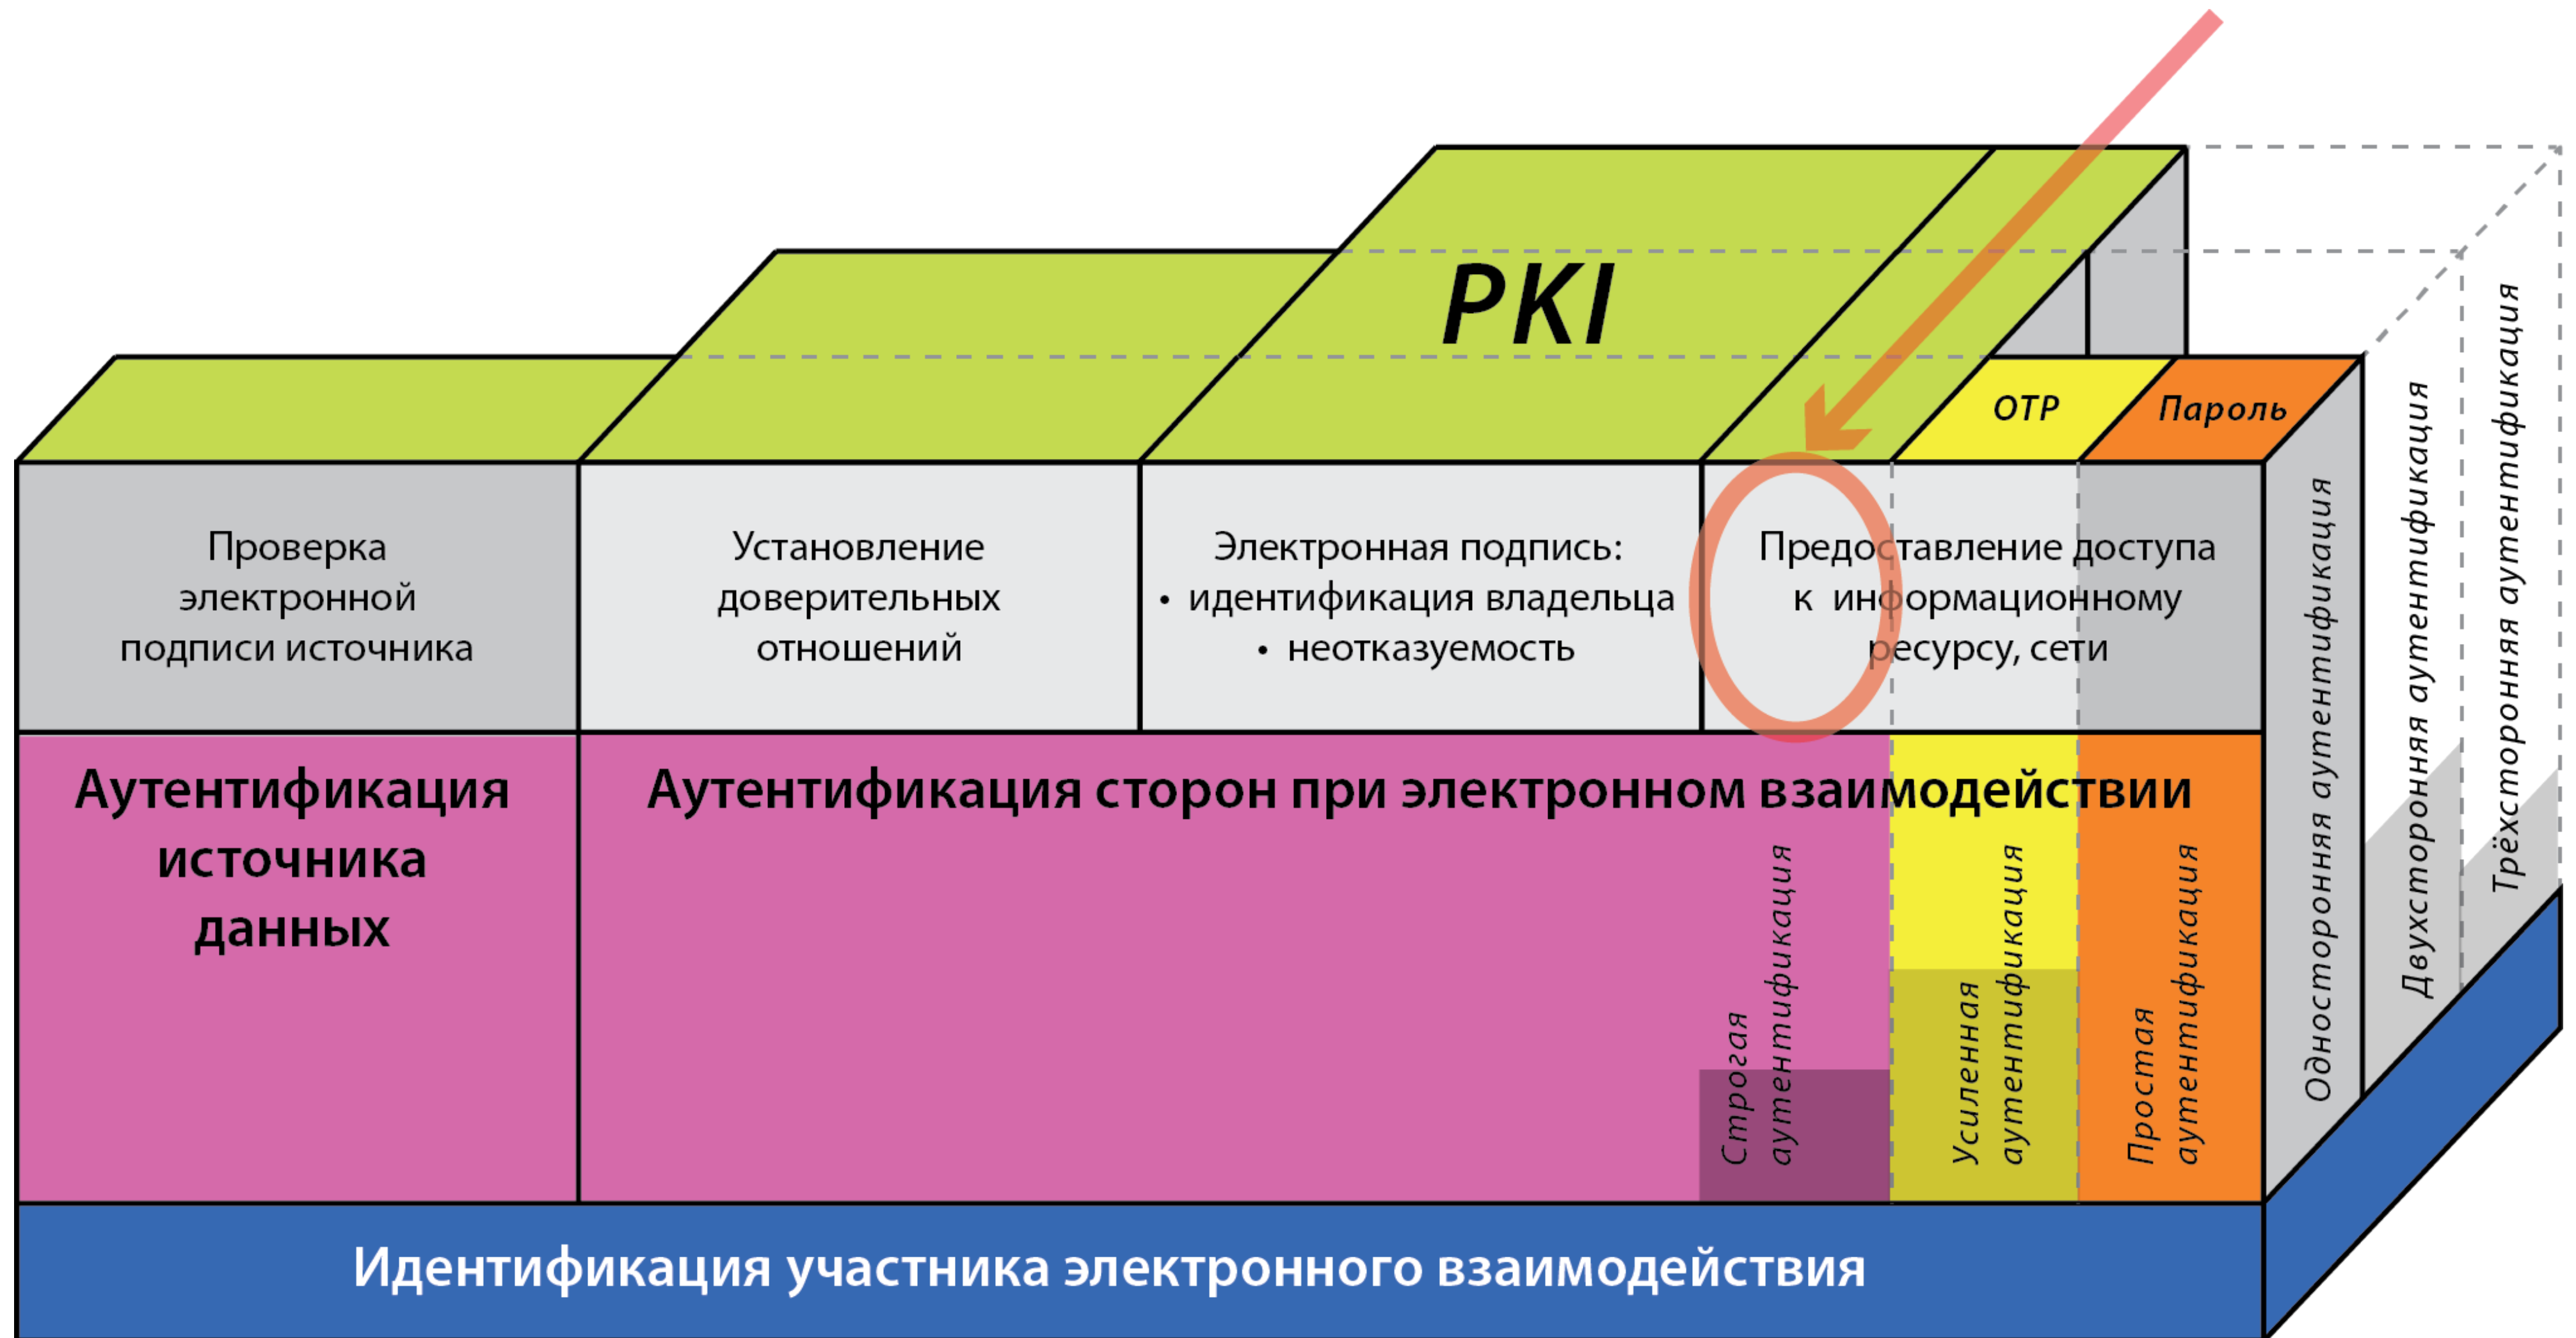 PKI
OTP
Пароль
Проверка
электронной
подписи источника
Установление
доверительных
отношений
Электронная подпись:
• идентификация владельца
• неотказуемость
Предоставление доступа
к информационному
ресурсу, сети
Аутентификация
источника
данных
Аутентификация сторон при электронном взаимодействии
Строгая
аутентификация
Усиленная
аутентификация
Простая
аутентификация
Односторонняя аутентификация
Двухсторонняя аутентификация
Трёхсторонняя аутентификация
Идентификация участника электронного взаимодействия